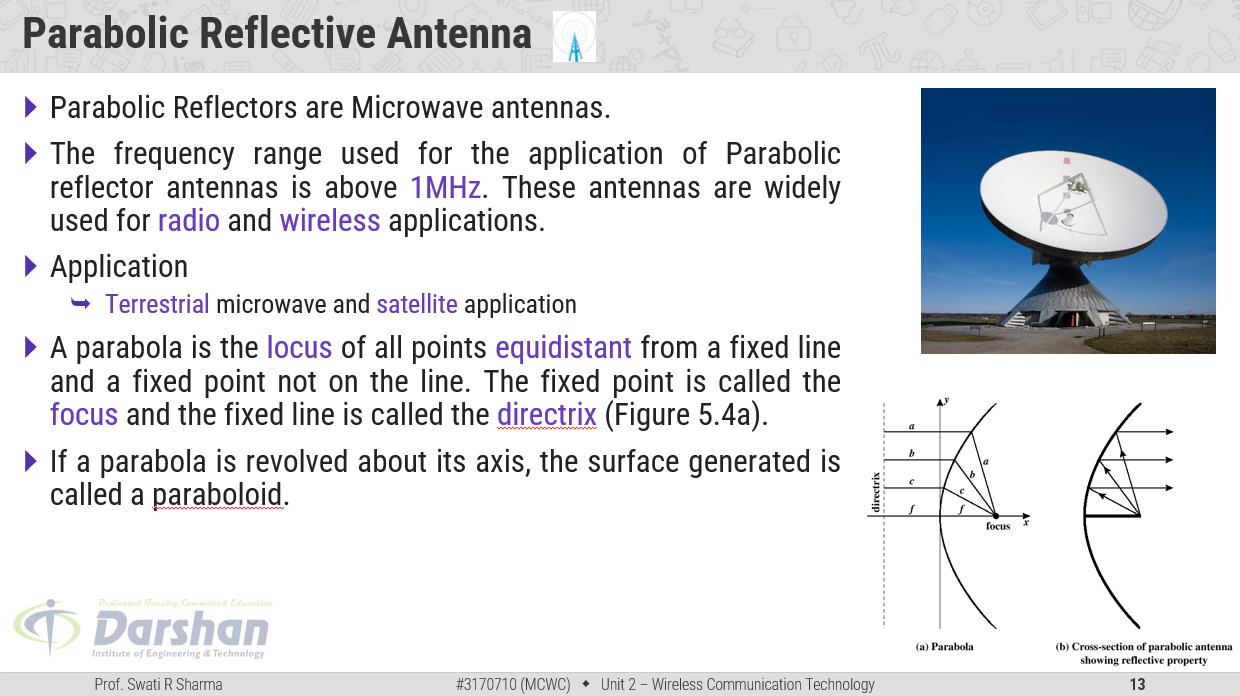 Parabolic Reflective Antenna
Parabolic Reflectors are Microwave antennas.
The frequency range used for the application of Parabolic
reflector antennas is above 1MHz. These antennas are widely
used for radio and wireless applications.
Application
Terrestrial microwave and satellite application
A parabola is the locus of all points equidistant from a fixed line
and a fixed point not on the line. The fixed point is called the
focus and the fixed line is called the directrix (Figure 5.4a).
If a parabola is revolved about its axis, the surface generated is
called a paraboloid.
y
a
b
a
b
c
c
directrix
f
f
focus
x
(a) Parabola
(b) Cross-section of parabolic antenna
showing reflective property
Dedicated Faculty, Committed Education
Darshan
Institute of Engineering & Technology
Prof. Swati R Sharma
#3170710 (MCWC) ◆ Unit 2 – Wireless Communication Technology
13